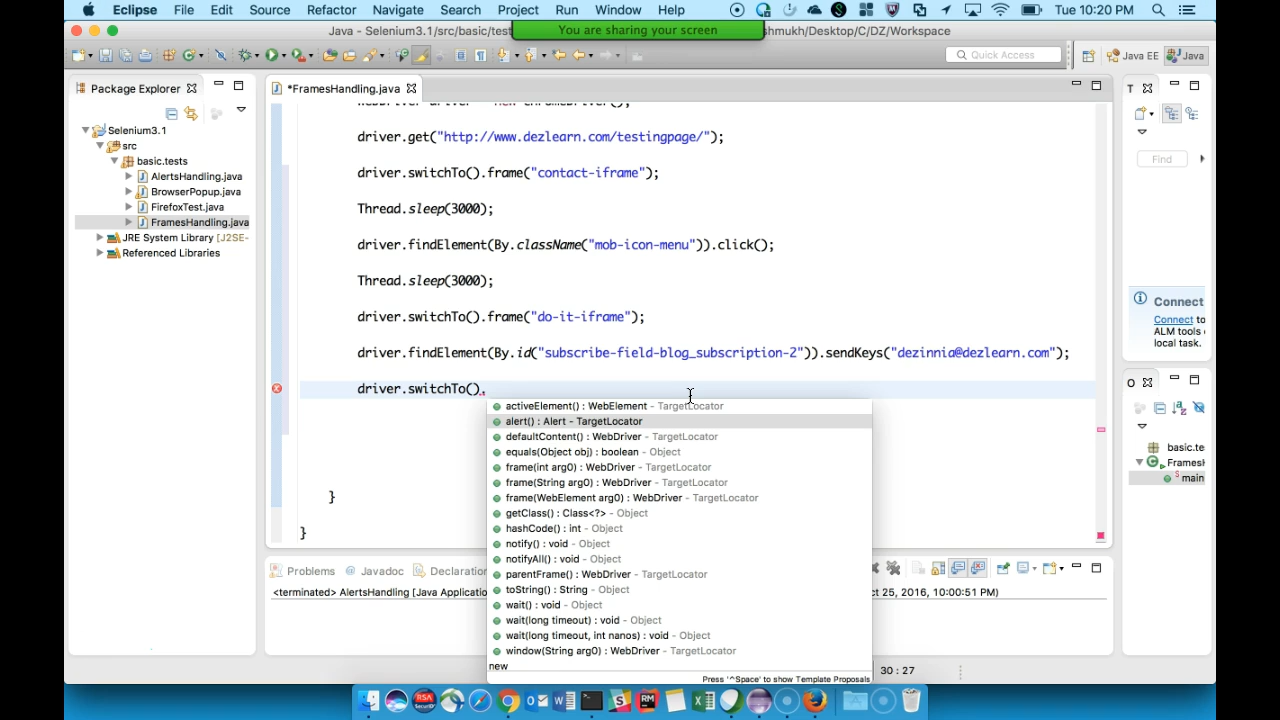 Eclipse File Edit Source Refactor Navigate Search Project Run Window Help Tue 10:20 PM
Java - Selenium3.1/src/basic/test You are sharing your screen shmukh/Desktop/C/DZ/Workspace
Quick Access Java EE Java
Package Explorer *FramesHandling.java T
Selenium3.1
src
basic.tests
AlertsHandling.java
BrowserPopup.java
FirefoxTest.java
FramesHandling.java
JRE System Library [J2SE-
Referenced Libraries
driver.get("http://www.dezlearn.com/testingpage/");
driver.switchTo().frame("contact-iframe");
Thread.sleep(3000);
driver.findElement(By.className("mob-icon-menu")).click();
Thread.sleep(3000);
driver.switchTo().frame("do-it-iframe");
driver.findElement(By.id("subscribe-field-blog_subscription-2")).sendKeys("dezinnia@dezlearn.com");
driver.switchTo().
}
}
activeElement() : WebElement - TargetLocator
alert() : Alert - TargetLocator
defaultContent() : WebDriver - TargetLocator
equals(Object obj) : boolean - Object
frame(int arg0) : WebDriver - TargetLocator
frame(String arg0) : WebDriver - TargetLocator
frame(WebElement arg0) : WebDriver - TargetLocator
getClass() : Class<?> - Object
hashCode() : int - Object
notify() : void - Object
notifyAll() : void - Object
parentFrame() : WebDriver - TargetLocator
toString() : String - Object
wait() : void - Object
wait(long timeout) : void - Object
wait(long timeout, int nanos) : void - Object
window(String arg0) : WebDriver - TargetLocator
new
Press '^Space' to show Template Proposals
Find
Connect
Connect to
ALM tools
local task.
O
basic.te
FramesH
main
Problems @ Javadoc Declaration
<terminated> AlertsHandling [Java Applicatio ct 25, 2016, 10:00:51 PM)
30 : 27